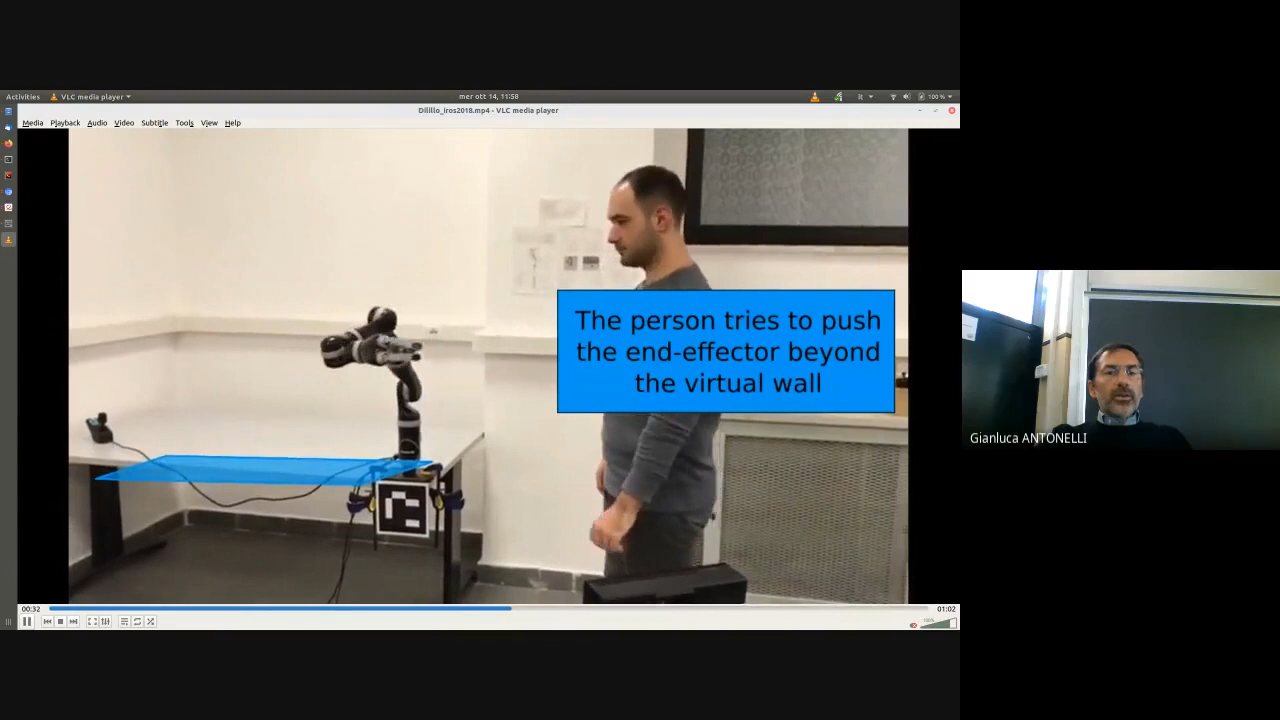 Activities VLC media player mer ott 14, 11:58 100 %
Dilillo_iros2018.mp4 - VLC media player
Media Playback Audio Video Subtitle Tools View Help
The person tries to push
the end-effector beyond
the virtual wall
Gianluca ANTONELLI
00:32 01:02
100%